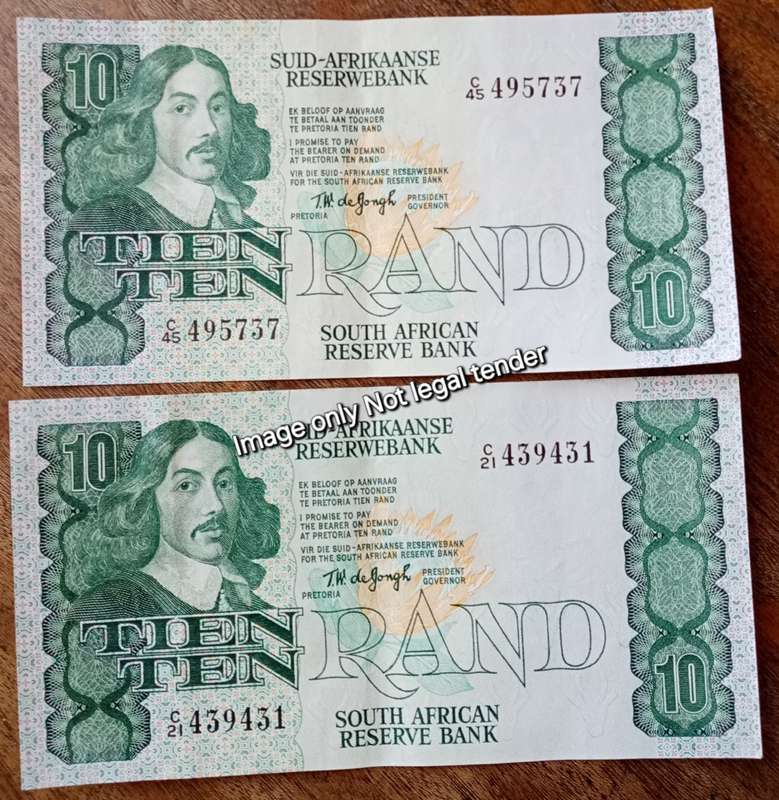 10
SUID-AFRIKAANSE
RESERWEBANK
C/45 495737
EK BELOOF OP AANVRAAG
TE BETAAL AAN TOONDER
TE PRETORIA TIEN RAND
I PROMISE TO PAY
THE BEARER ON DEMAND
AT PRETORIA TEN RAND
VIR DIE SUID-AFRIKAANSE RESERWEBANK
FOR THE SOUTH AFRICAN RESERVE BANK
T.W. de Jongh
PRESIDENT
GOVERNOR
PRETORIA
TIEN
TEN
RAND
10
C/45 495737
SOUTH AFRICAN
RESERVE BANK
Image only Not legal tender
10
SUID-AFRIKAANSE
RESERWEBANK
C/21 439431
EK BELOOF OP AANVRAAG
TE BETAAL AAN TOONDER
TE PRETORIA TIEN RAND
I PROMISE TO PAY
THE BEARER ON DEMAND
AT PRETORIA TEN RAND
VIR DIE SUID-AFRIKAANSE RESERWEBANK
FOR THE SOUTH AFRICAN RESERVE BANK
T.W. de Jongh
PRESIDENT
GOVERNOR
PRETORIA
TIEN
TEN
RAND
10
C/21 439431
SOUTH AFRICAN
RESERVE BANK